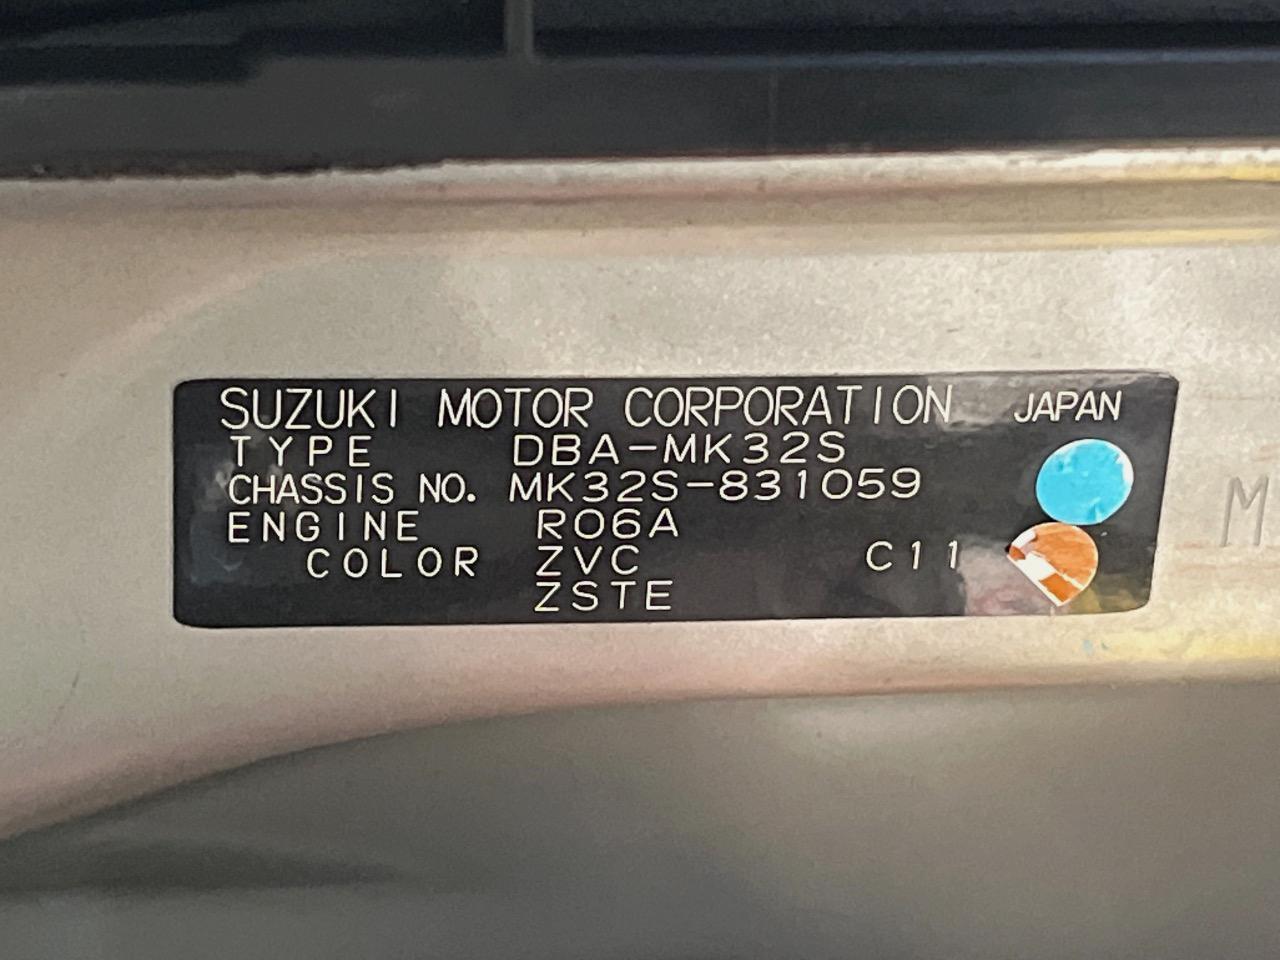 SUZUKI MOTOR CORPORATION JAPAN
TYPE DBA-MK32S
CHASSIS NO. MK32S-831059
ENGINE R06A
COLOR ZVC C11
ZSTE
M